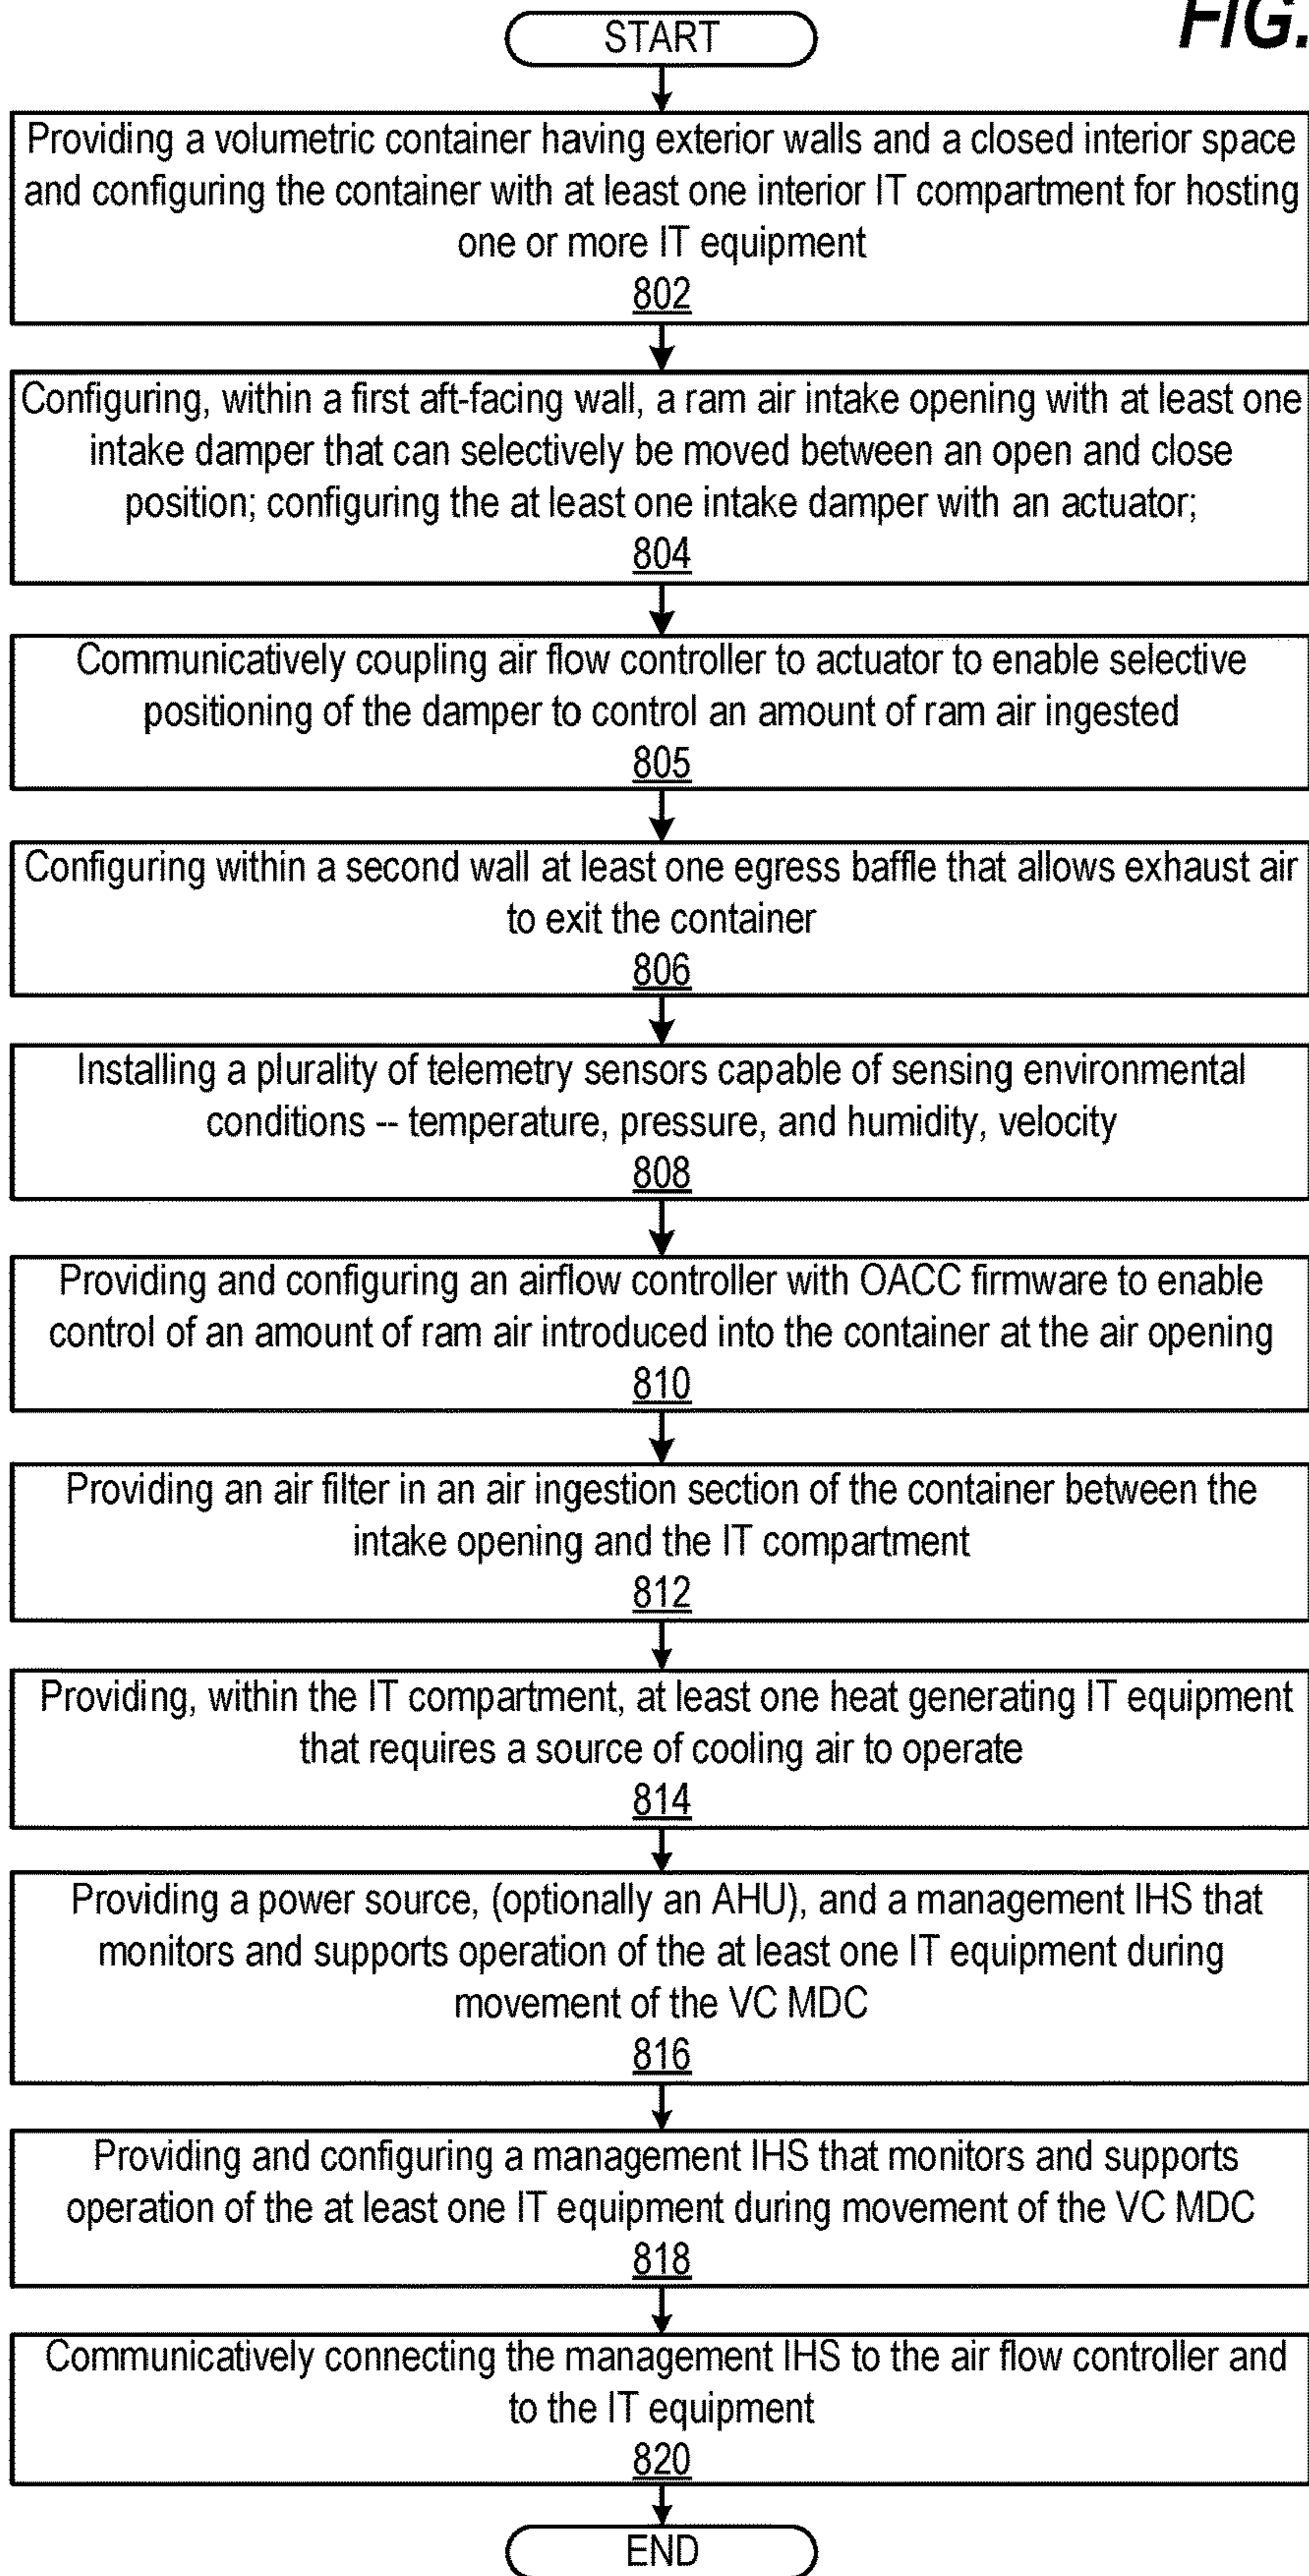 FIG.
START
Providing a volumetric container having exterior walls and a closed interior space
and configuring the container with at least one interior IT compartment for hosting
one or more IT equipment
802
Configuring, within a first aft-facing wall, a ram air intake opening with at least one
intake damper that can selectively be moved between an open and close
position; configuring the at least one intake damper with an actuator;
804
Communicatively coupling air flow controller to actuator to enable selective
positioning of the damper to control an amount of ram air ingested
805
Configuring within a second wall at least one egress baffle that allows exhaust air
to exit the container
806
Installing a plurality of telemetry sensors capable of sensing environmental
conditions -- temperature, pressure, and humidity, velocity
808
Providing and configuring an airflow controller with OACC firmware to enable
control of an amount of ram air introduced into the container at the air opening
810
Providing an air filter in an air ingestion section of the container between the
intake opening and the IT compartment
812
Providing, within the IT compartment, at least one heat generating IT equipment
that requires a source of cooling air to operate
814
Providing a power source, (optionally an AHU), and a management IHS that
monitors and supports operation of the at least one IT equipment during
movement of the VC MDC
816
Providing and configuring a management IHS that monitors and supports
operation of the at least one IT equipment during movement of the VC MDC
818
Communicatively connecting the management IHS to the air flow controller and
to the IT equipment
820
END